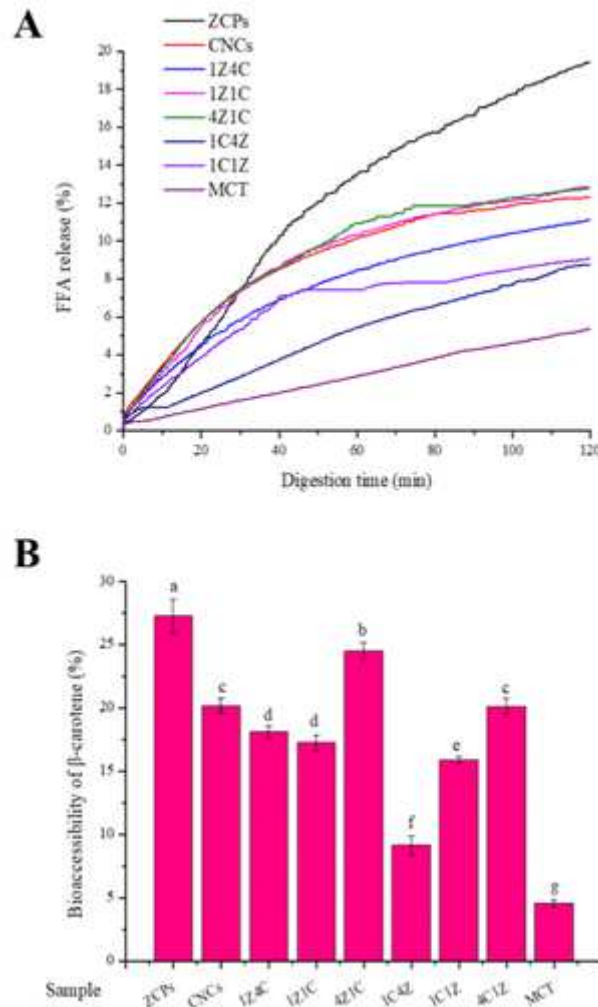 A
ZCPs
CNCs
1Z4C
1Z1C
4Z1C
1C4Z
1C1Z
MCT
20
18
16
14
12
10
8
6
4
2
0
FFA release (%)
0 20 40 60 80 100 120
Digestion time (min)
B
30
25
20
15
10
5
0
Bioaccessibility of β-carotene (%)
a
c
d
d
b
f
e
c
g
Sample ZCPs CNCs 1Z4C 1Z1C 4Z1C 1C4Z 1C1Z 4C1Z MCT